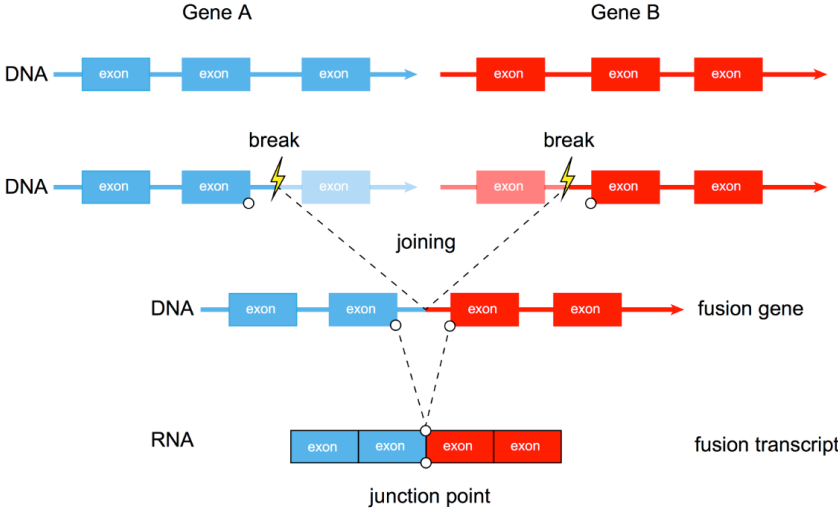 Gene A
Gene B
DNA exon exon exon exon exon exon
break break
DNA exon exon exon exon exon exon
joining
DNA exon exon exon exon fusion gene
RNA exon exon exon exon fusion transcript
junction point